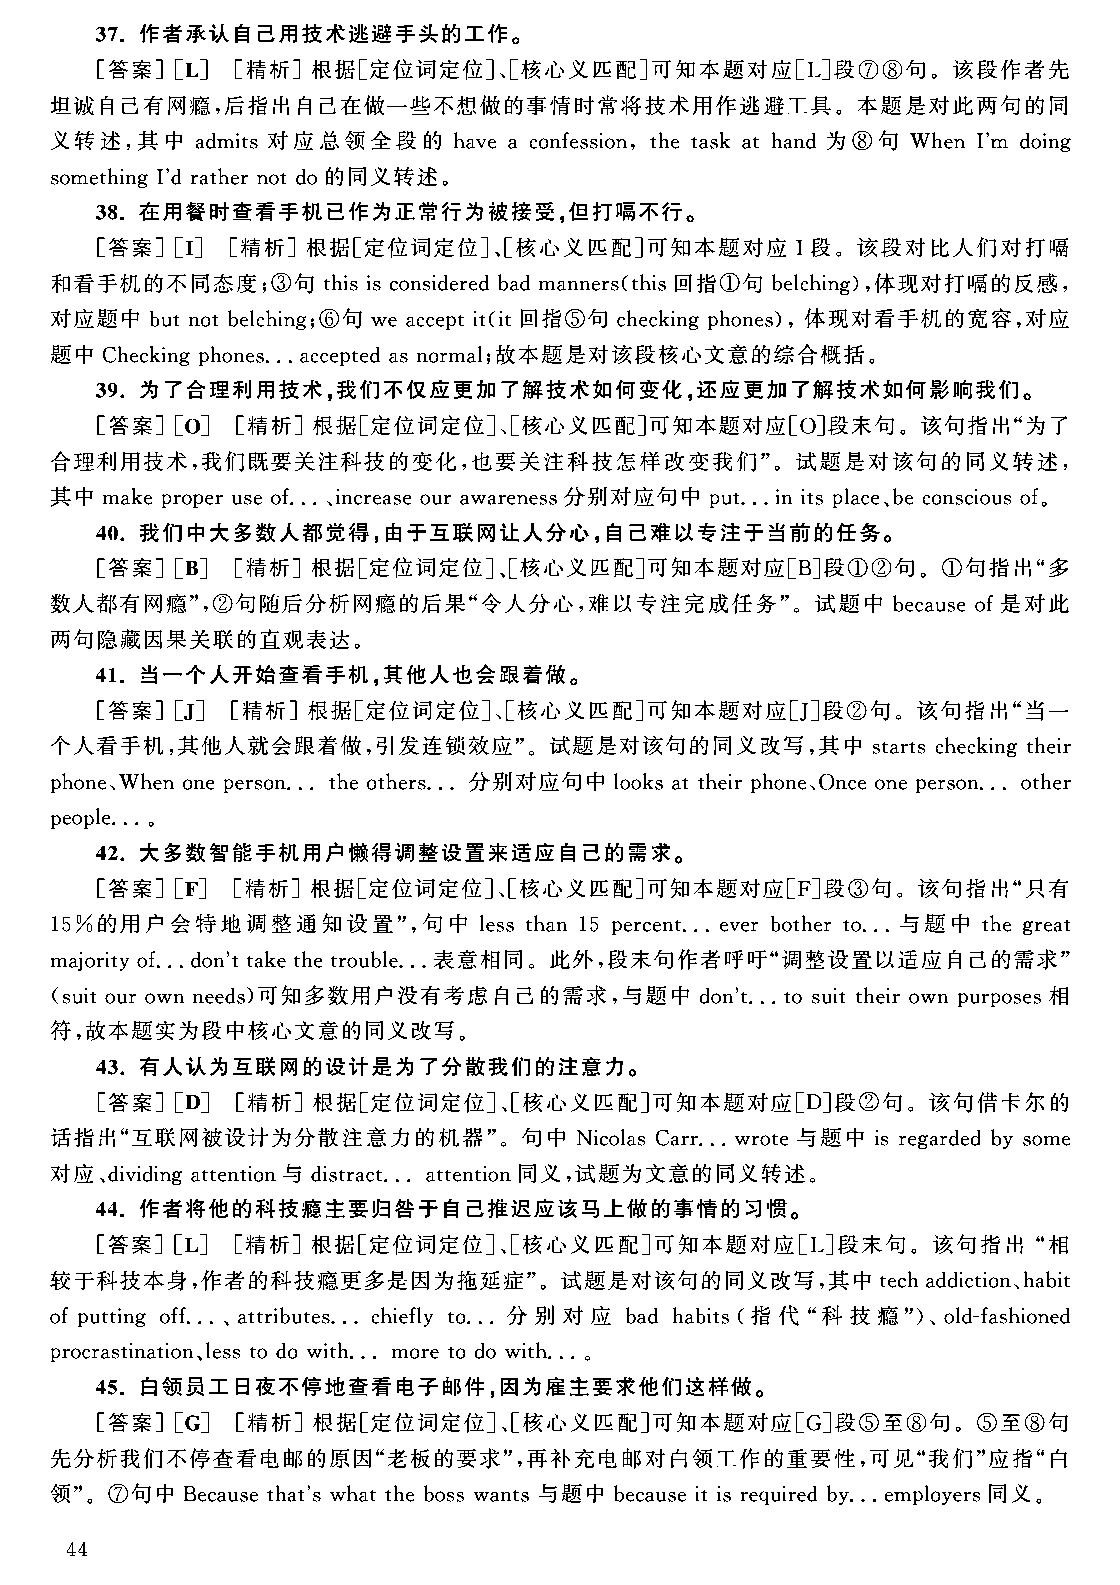 37. 作者承认自己用技术逃避手头的工作。
[答案][L] [精析] 根据[定位词定位]、[核心义匹配]可知本题对应[L]段⑦⑧句。该段作者先
坦诚自己有网瘾,后指出自己在做一些不想做的事情时常将技术用作逃避工具。本题是对此两句的同
义转述,其中 admits 对应总领全段的 have a confession, the task at hand 为⑧句 When I'm doing
something I'd rather not do 的同义转述。
38. 在用餐时查看手机已作为正常行为被接受,但打嗝不行。
[答案][I] [精析] 根据[定位词定位]、[核心义匹配]可知本题对应 I 段。该段对比人们对打嗝
和看手机的不同态度;③句 this is considered bad manners(this 回指①句 belching),体现对打嗝的反感,
对应题中 but not belching;⑥句 we accept it(it 回指⑤句 checking phones), 体现对看手机的宽容,对应
题中 Checking phones...accepted as normal;故本题是对该段核心文意的综合概括。
39. 为了合理利用技术,我们不仅应更加了解技术如何变化,还应更加了解技术如何影响我们。
[答案][O] [精析] 根据[定位词定位]、[核心义匹配]可知本题对应[O]段末句。该句指出“为了
合理利用技术,我们既要关注科技的变化,也要关注科技怎样改变我们”。试题是对该句的同义转述,
其中 make proper use of...、increase our awareness 分别对应句中 put...in its place、be conscious of。
40. 我们中大多数人都觉得,由于互联网让人分心,自己难以专注于当前的任务。
[答案][B] [精析] 根据[定位词定位]、[核心义匹配]可知本题对应[B]段①②句。①句指出“多
数人都有网瘾”,②句随后分析网瘾的后果“令人分心,难以专注完成任务”。试题中 because of 是对此
两句隐藏因果关联的直观表达。
41. 当一个人开始查看手机,其他人也会跟着做。
[答案][J] [精析] 根据[定位词定位]、[核心义匹配]可知本题对应[J]段②句。该句指出“当一
个人看手机,其他人就会跟着做,引发连锁效应”。试题是对该句的同义改写,其中 starts checking their
phone、When one person... the others... 分别对应句中 looks at their phone、Once one person... other
people...。
42. 大多数智能手机用户懒得调整设置来适应自己的需求。
[答案][F] [精析] 根据[定位词定位]、[核心义匹配]可知本题对应[F]段③句。该句指出“只有
15%的用户会特地调整通知设置”,句中 less than 15 percent... ever bother to... 与题中 the great
majority of...don't take the trouble... 表意相同。此外,段末句作者呼吁“调整设置以适应自己的需求”
(suit our own needs)可知多数用户没有考虑自己的需求,与题中 don't...to suit their own purposes 相
符,故本题实为段中核心文意的同义改写。
43. 有人认为互联网的设计是为了分散我们的注意力。
[答案][D] [精析] 根据[定位词定位]、[核心义匹配]可知本题对应[D]段②句。该句借卡尔的
话指出“互联网被设计为分散注意力的机器”。句中 Nicolas Carr... wrote 与题中 is regarded by some
对应、dividing attention 与 distract... attention 同义,试题为文意的同义转述。
44. 作者将他的科技瘾主要归咎于自己推迟应该马上做的事情的习惯。
[答案][L] [精析] 根据[定位词定位]、[核心义匹配]可知本题对应[L]段末句。该句指出 “相
较于科技本身,作者的科技瘾更多是因为拖延症”。试题是对该句的同义改写,其中 tech addiction、habit
of putting off...、attributes... chiefly to... 分别对应 bad habits(指代“科技瘾”)、old-fashioned
procrastination、less to do with... more to do with...。
45. 白领员工日夜不停地查看电子邮件,因为雇主要求他们这样做。
[答案][G] [精析] 根据[定位词定位]、[核心义匹配]可知本题对应[G]段⑤至⑧句。⑤至⑧句
先分析我们不停查看电邮的原因“老板的要求”,再补充电邮对白领工作的重要性,可见“我们”应指“白
领”。⑦句中 Because that's what the boss wants 与题中 because it is required by...employers 同义。
44